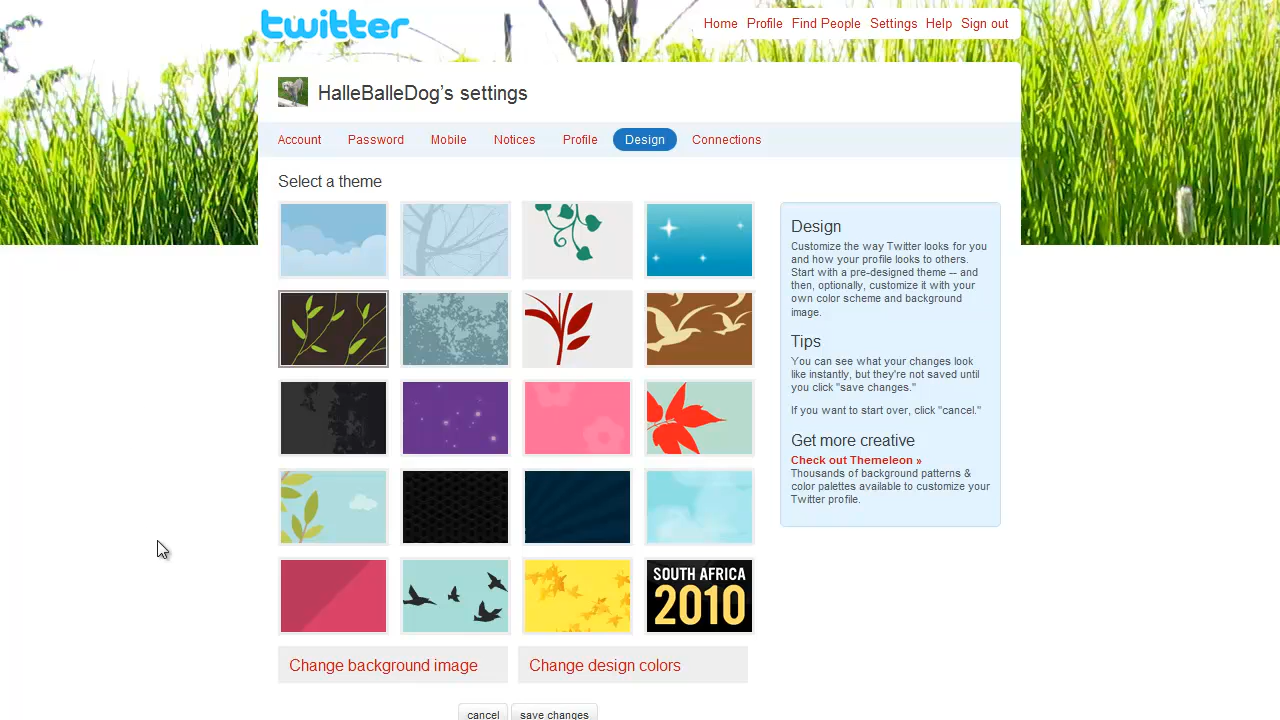 twitter
Home Profile Find People Settings Help Sign out
HalleBalleDog's settings
Account Password Mobile Notices Profile Design Connections
Select a theme
SOUTH AFRICA
2010
Change background image
Change design colors
cancel save changes
Design
Customize the way Twitter looks for you
and how your profile looks to others.
Start with a pre-designed theme -- and
then, optionally, customize it with your
own color scheme and background
image.
Tips
You can see what your changes look
like instantly, but they're not saved until
you click "save changes."
If you want to start over, click "cancel."
Get more creative
Check out Themeleon »
Thousands of background patterns &
color palettes available to customize your
Twitter profile.